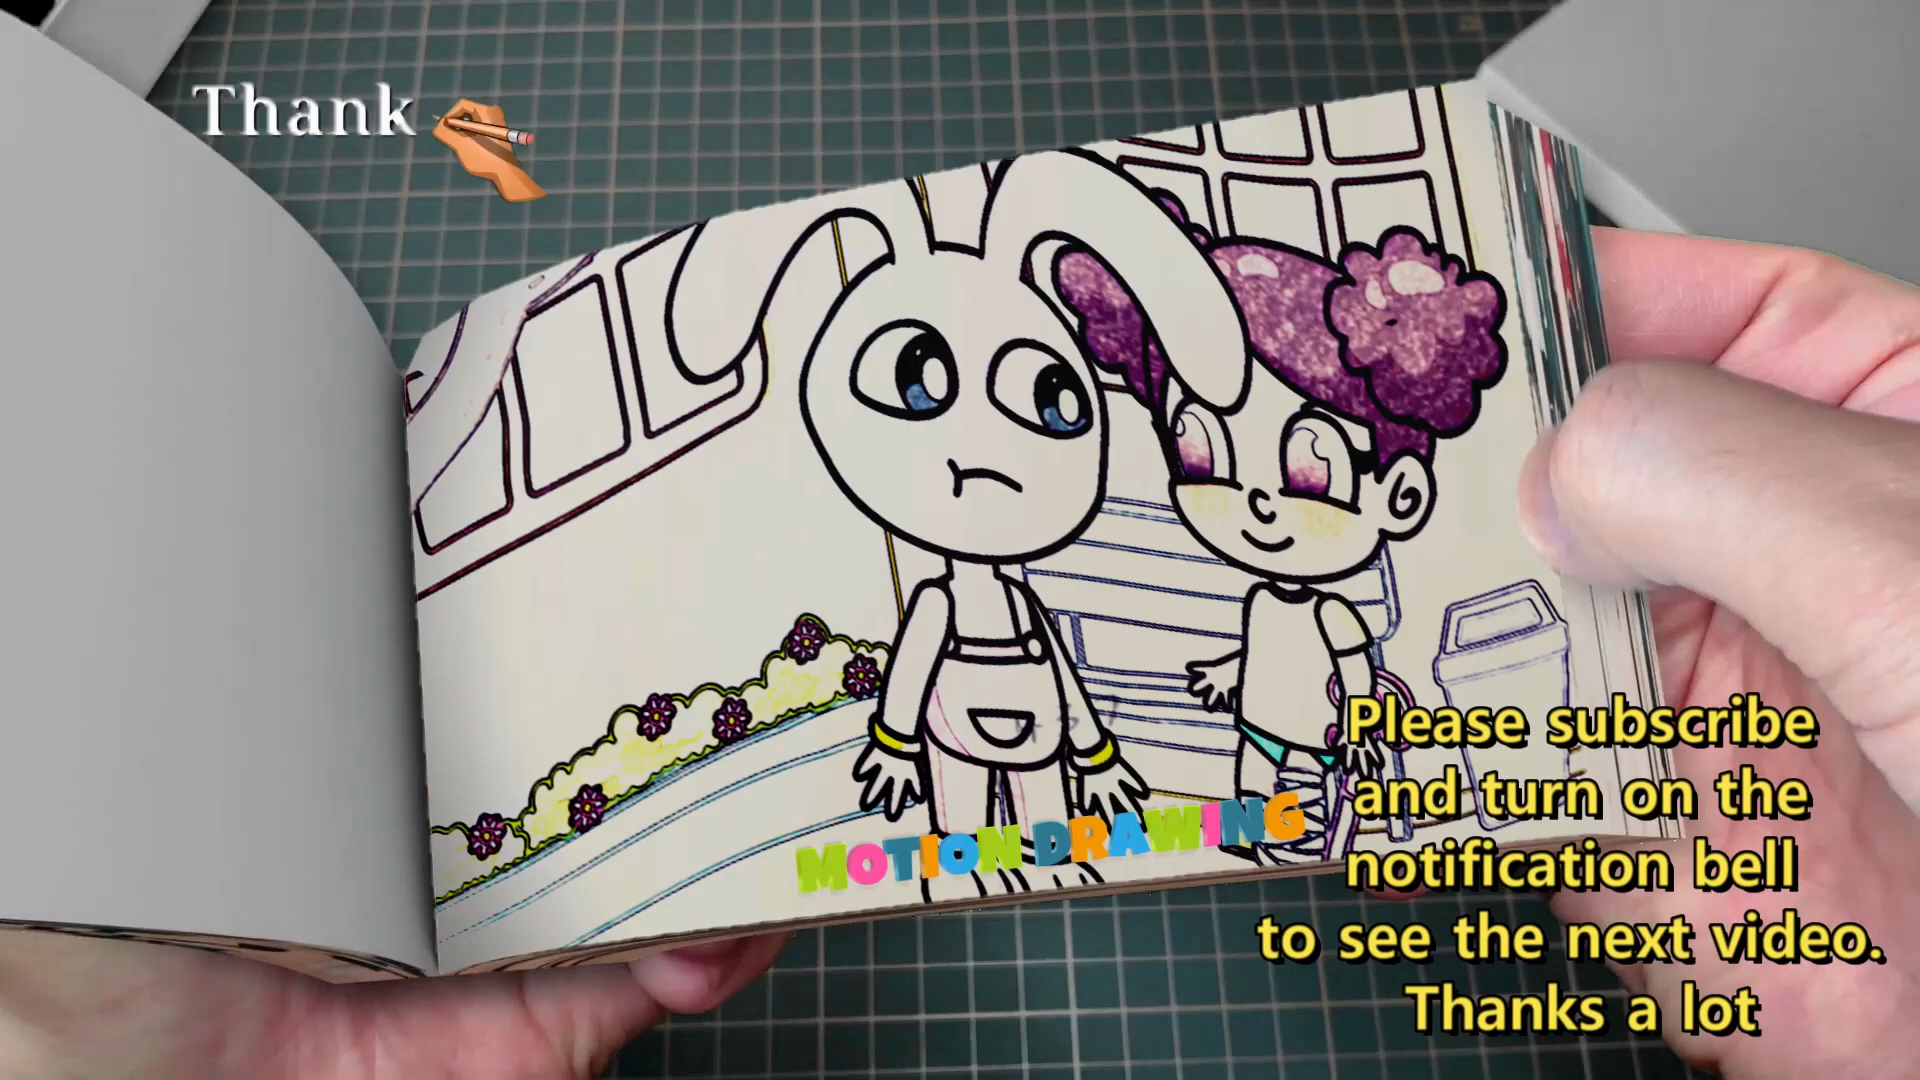 Thank
MOTION DRAWING
Please subscribe
and turn on the
notification bell
to see the next video.
Thanks a lot